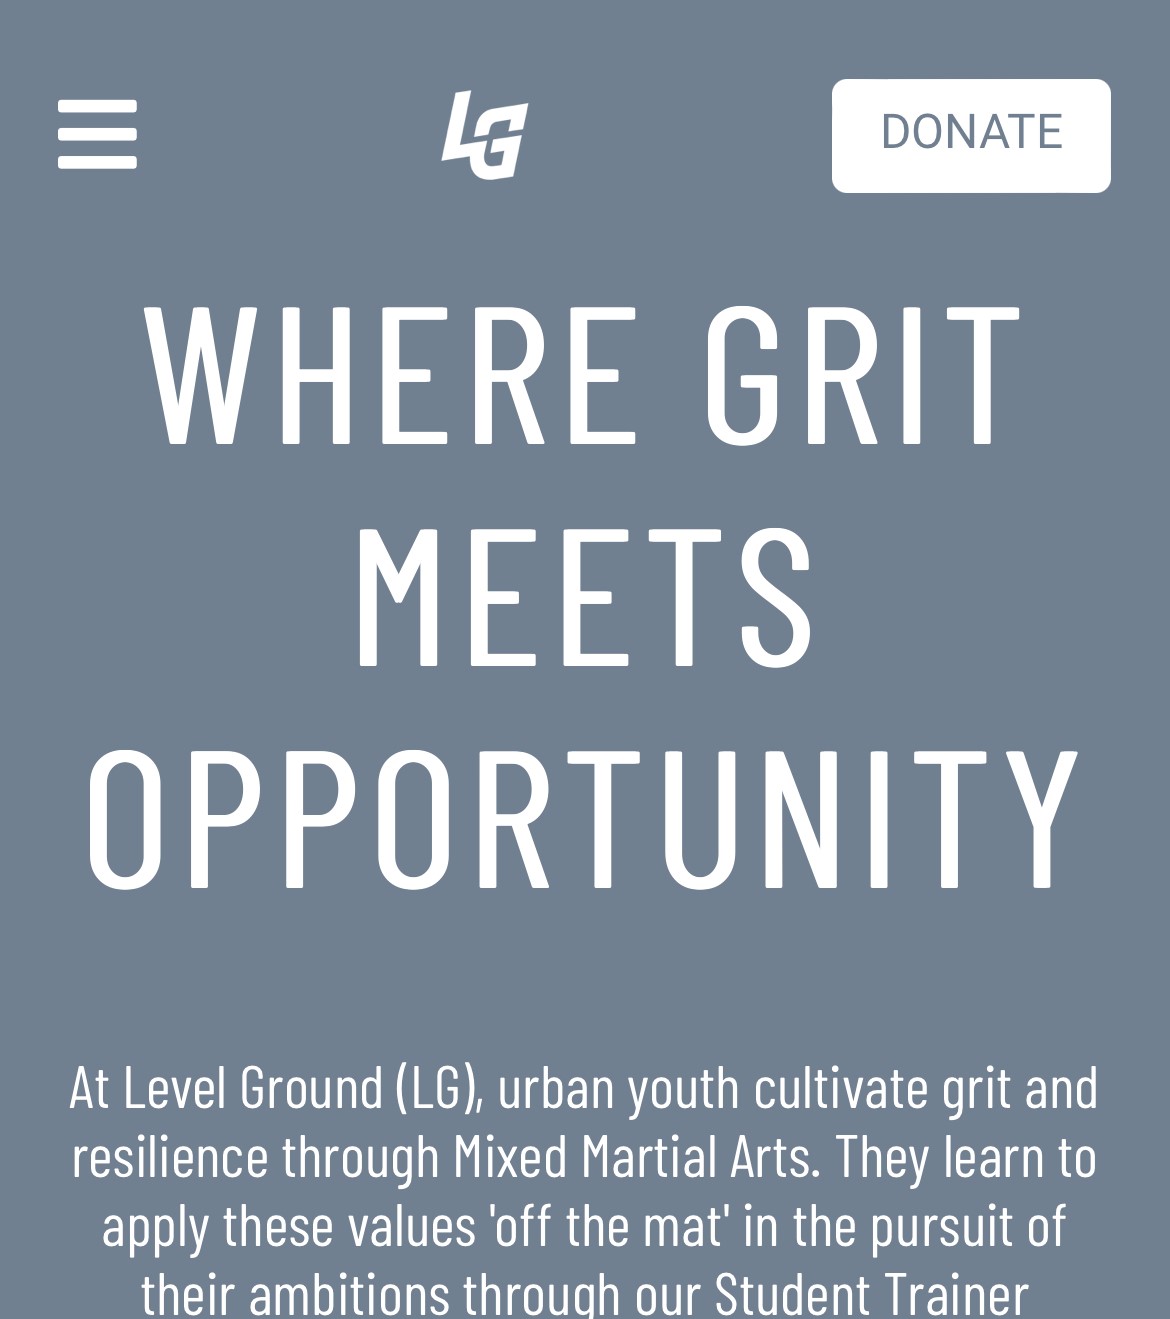 LG
DONATE
WHERE GRIT
MEETS
OPPORTUNITY
At Level Ground (LG), urban youth cultivate grit and
resilience through Mixed Martial Arts. They learn to
apply these values 'off the mat' in the pursuit of
their ambitions through our Student Trainer